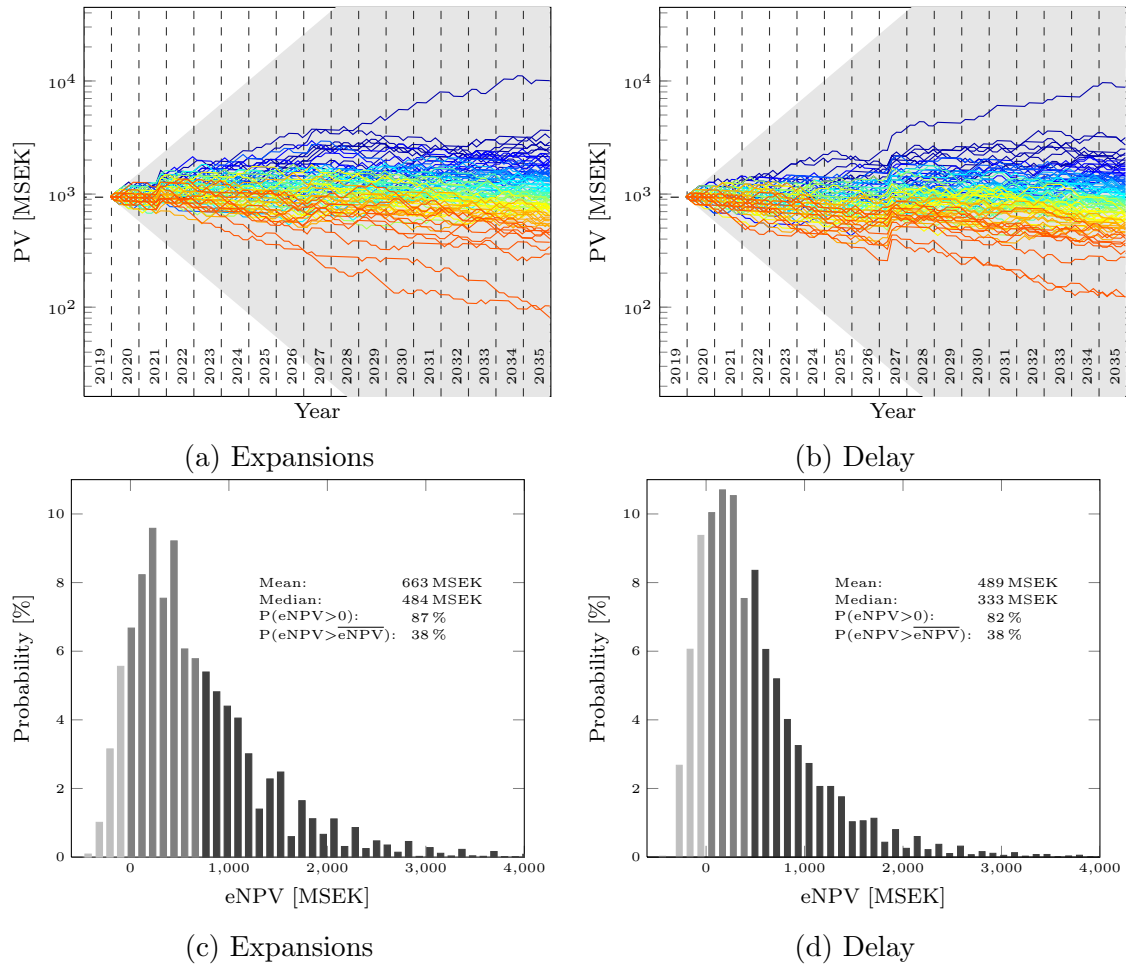 10^4
10^3
10^2
PV [MSEK]
2019
2020
2021
2022
2023
2024
2025
2026
2027
2028
2029
2030
2031
2032
2033
2034
2035
Year
(a) Expansions
10^4
10^3
10^2
PV [MSEK]
2019
2020
2021
2022
2023
2024
2025
2026
2027
2028
2029
2030
2031
2032
2033
2034
2035
Year
(b) Delay
10
8
6
4
2
0
Probability [%]
Mean: 663 MSEK
Median: 484 MSEK
P(eNPV>0): 87 %
P(eNPV>e̅N̅P̅V̅): 38 %
0 1,000 2,000 3,000 4,000
eNPV [MSEK]
(c) Expansions
10
8
6
4
2
0
Probability [%]
Mean: 489 MSEK
Median: 333 MSEK
P(eNPV>0): 82 %
P(eNPV>e̅N̅P̅V̅): 38 %
0 1,000 2,000 3,000 4,000
eNPV [MSEK]
(d) Delay